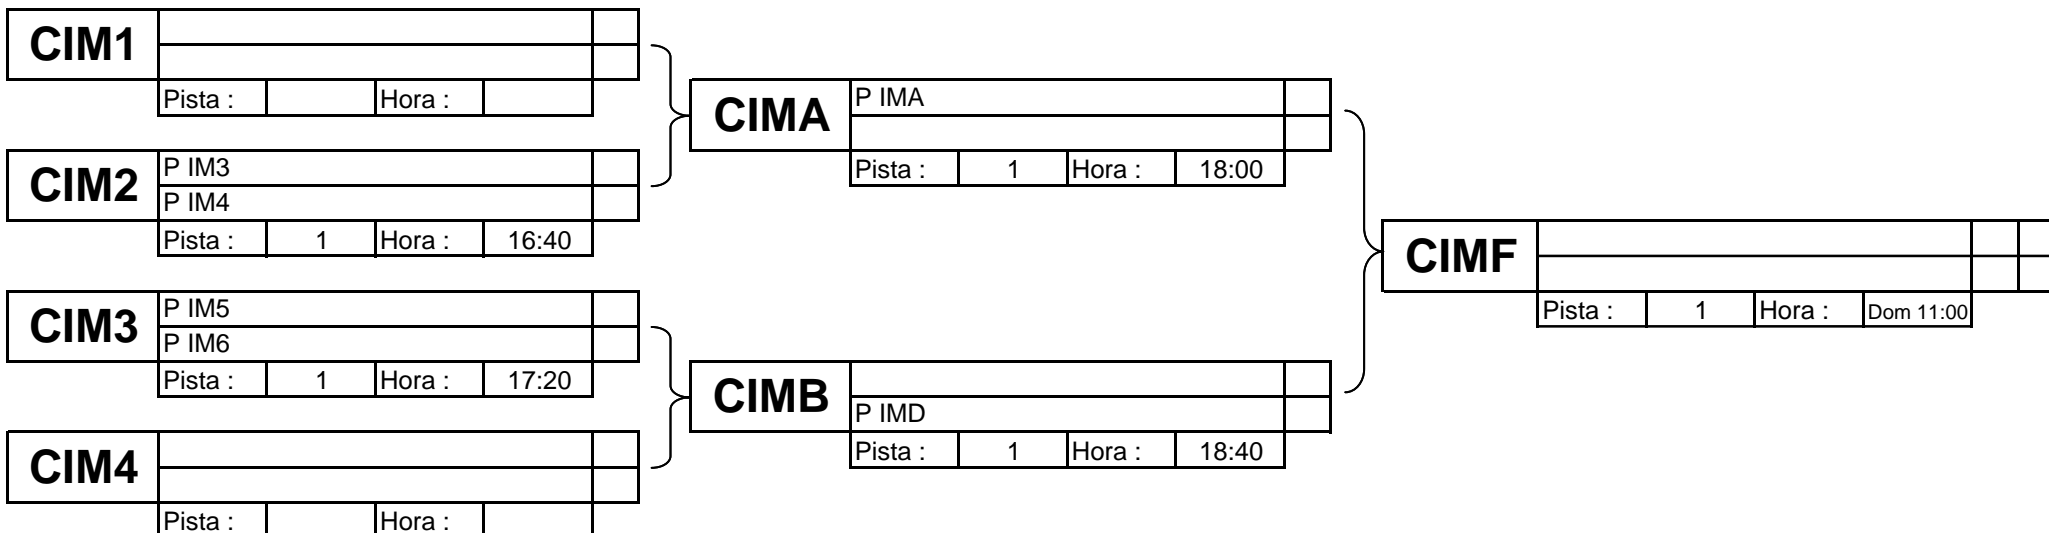 CIM1
Pista : Hora :
CIM2
P IM3
P IM4
Pista : 1 Hora : 16:40
CIM3
P IM5
P IM6
Pista : 1 Hora : 17:20
CIM4
Pista : Hora :
CIMA
P IMA
Pista : 1 Hora : 18:00
CIMB
P IMD
Pista : 1 Hora : 18:40
CIMF
Pista : 1 Hora : Dom 11:00